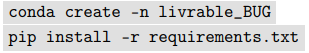 conda create -n livrable_BUG
pip install -r requirements.txt